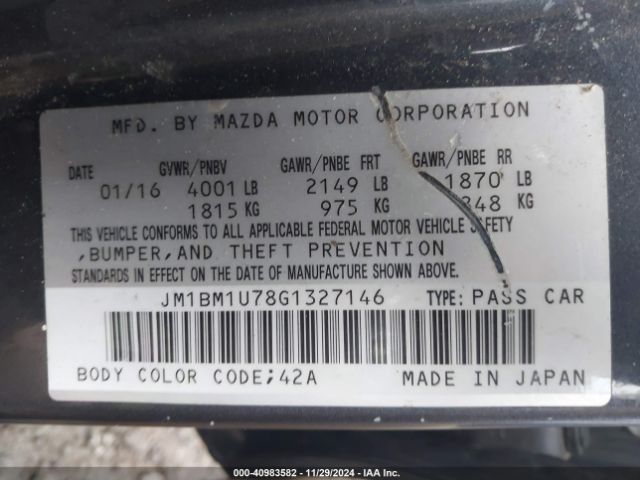 MFD. BY MAZDA MOTOR CORPORATION
DATE GVWR/PNBV GAWR/PNBE FRT GAWR/PNBE RR
01/16 4001 LB 2149 LB 1870 LB
1815 KG 975 KG 848 KG
THIS VEHICLE CONFORMS TO ALL APPLICABLE FEDERAL MOTOR VEHICLE SAFETY
,BUMPER,AND THEFT PREVENTION
STANDARDS IN EFFECT ON THE DATE OF MANUFACTURE SHOWN ABOVE.
JM1BM1U78G1327146 TYPE: PASS CAR
BODY COLOR CODE;42A MADE IN JAPAN
000-40983582 — 11/29/2024 — IAA Inc.